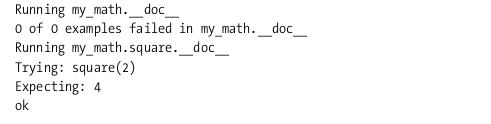 Running my_math.__doc__
0 of 0 examples failed in my_math.__doc__
Running my_math.square.__doc__
Trying: square(2)
Expecting: 4
ok